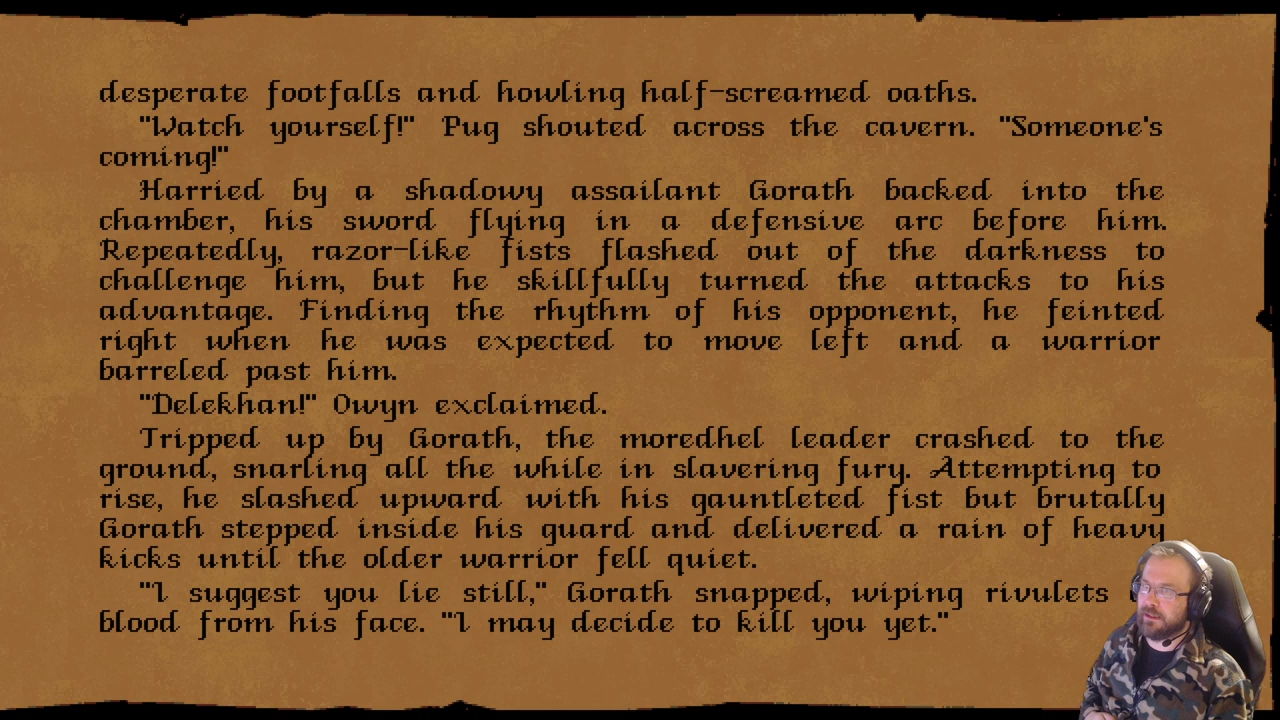 desperate footfalls and howling half-screamed oaths.
"Watch yourself!" Pug shouted across the cavern. "Someone's
coming!"
Harried by a shadowy assailant Gorath backed into the
chamber, his sword flying in a defensive arc before him.
Repeatedly, razor-like fists flashed out of the darkness to
challenge him, but he skillfully turned the attacks to his
advantage. Finding the rhythm of his opponent, he feinted
right when he was expected to move left and a warrior
barreled past him.
"Delekhan!" Owyn exclaimed.
Tripped up by Gorath, the moredhel leader crashed to the
ground, snarling all the while in slavering fury. Attempting to
rise, he slashed upward with his gauntleted fist but brutally
Gorath stepped inside his guard and delivered a rain of heavy
kicks until the older warrior fell quiet.
"I suggest you lie still," Gorath snapped, wiping rivulets
blood from his face. "I may decide to kill you yet."